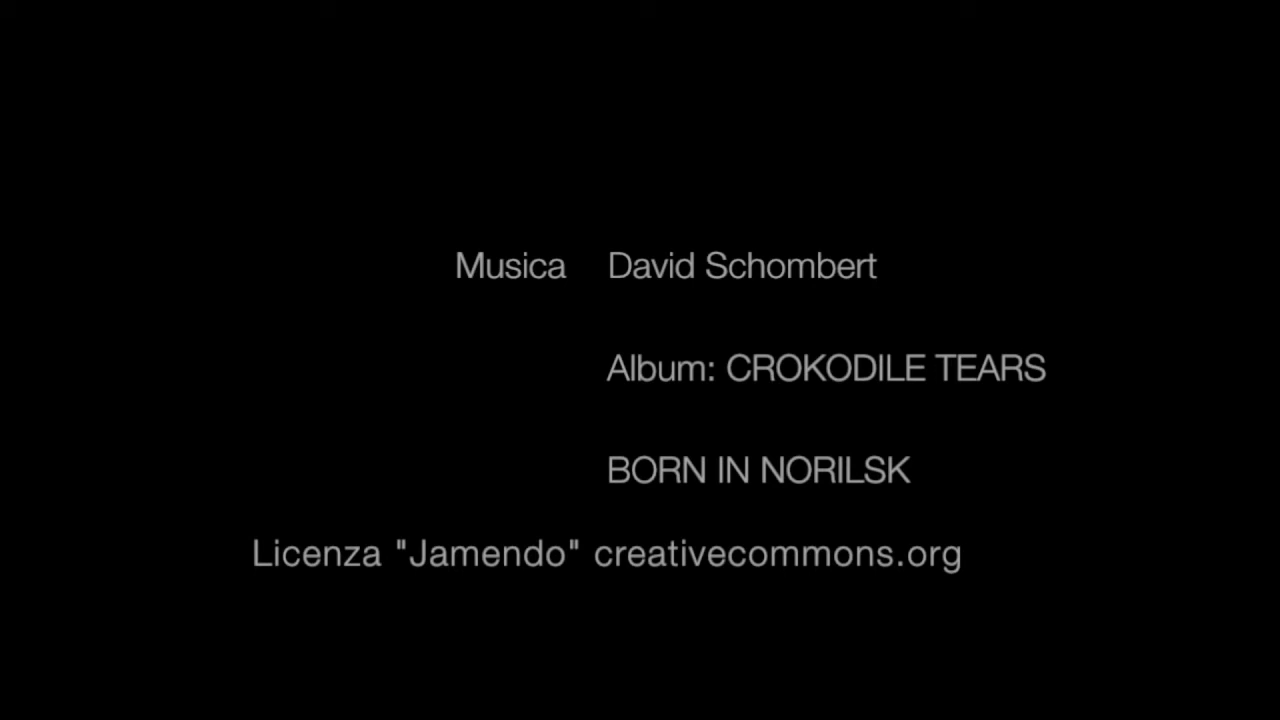 Musica David Schombert
Album: CROKODILE TEARS
BORN IN NORILSK
Licenza "Jamendo" creativecommons.org